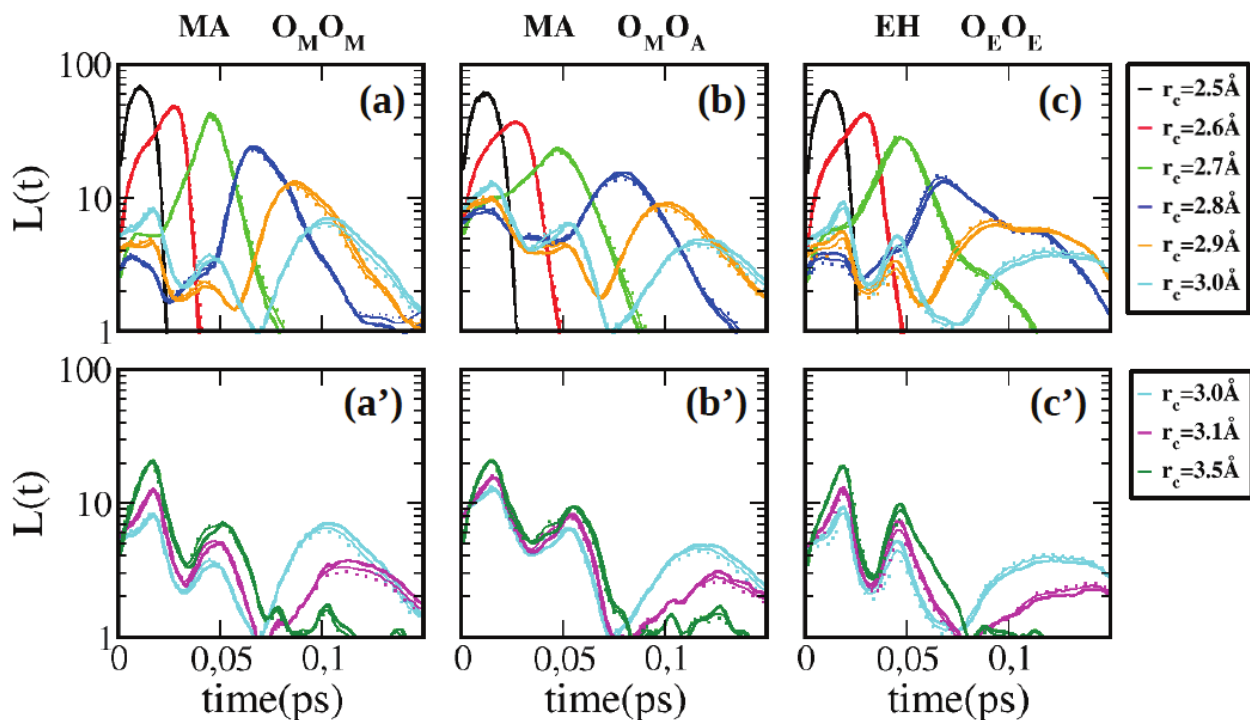 MA O_MO_M MA O_MO_A EH O_EO_E
100
10
1
L(t)
(a) (b) (c)
r_c=2.5Å
r_c=2.6Å
r_c=2.7Å
r_c=2.8Å
r_c=2.9Å
r_c=3.0Å
100
10
1
L(t)
(a’) (b’) (c’)
r_c=3.0Å
r_c=3.1Å
r_c=3.5Å
0 0,05 0,1 0 0,05 0,1 0 0,05 0,1
time(ps) time(ps) time(ps)